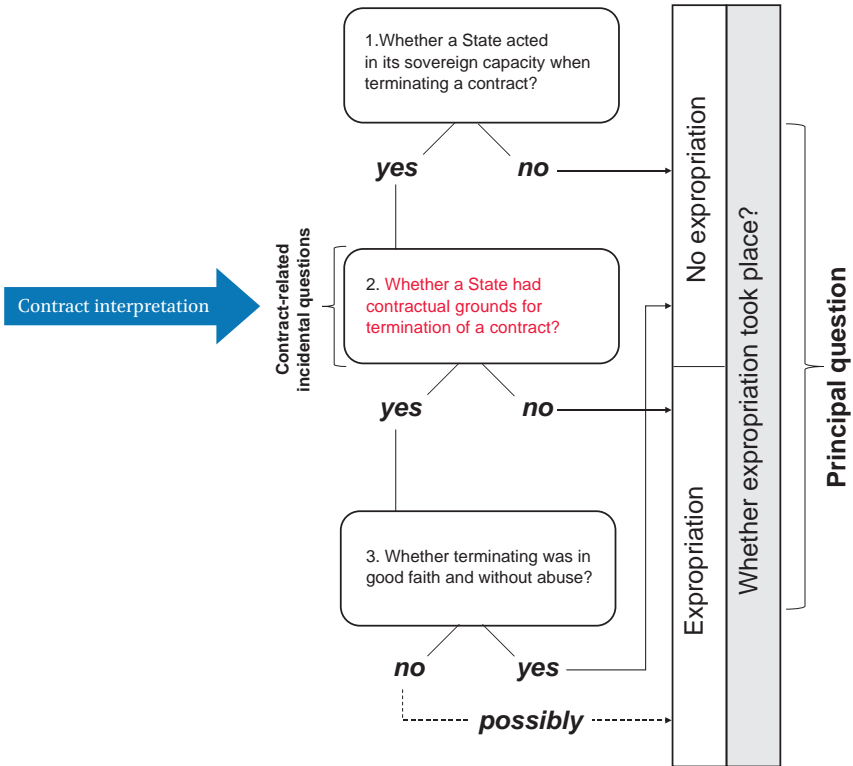 1.Whether a State acted
in its sovereign capacity when
terminating a contract?
yes
no
Contract interpretation
Contract-related
incidental questions
2. Whether a State had
contractual grounds for
termination of a contract?
yes
no
3. Whether terminating was in
good faith and without abuse?
no
yes
possibly
No expropriation
Expropriation
Whether expropriation took place?
Principal question